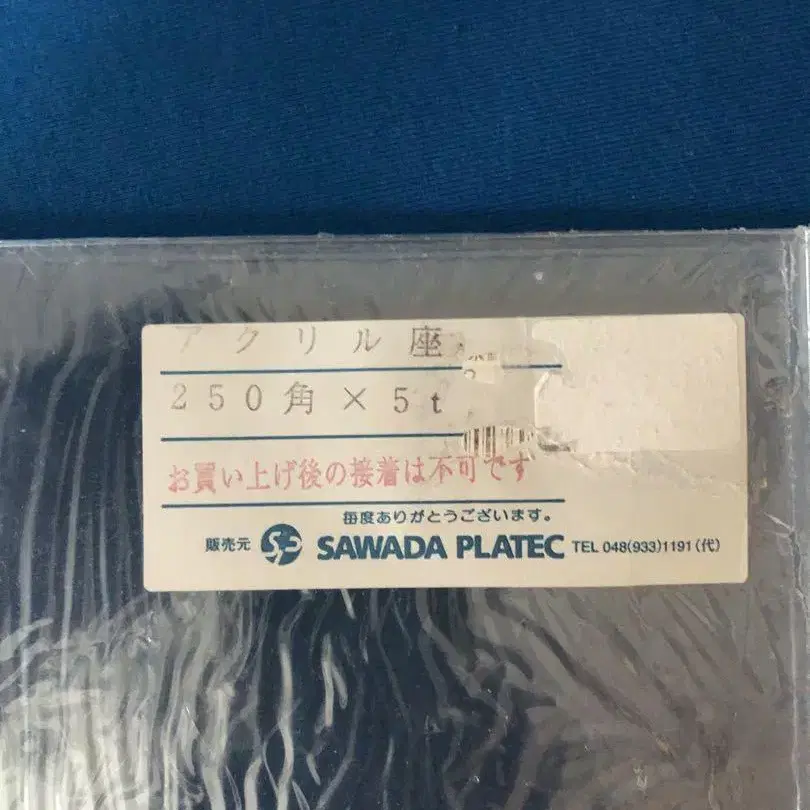 アクリル座
250角×5t
お買い上げ後の接着は不可です
毎度ありがとうございます。
販売元 SP SAWADA PLATEC TEL 048(933)1191(代)